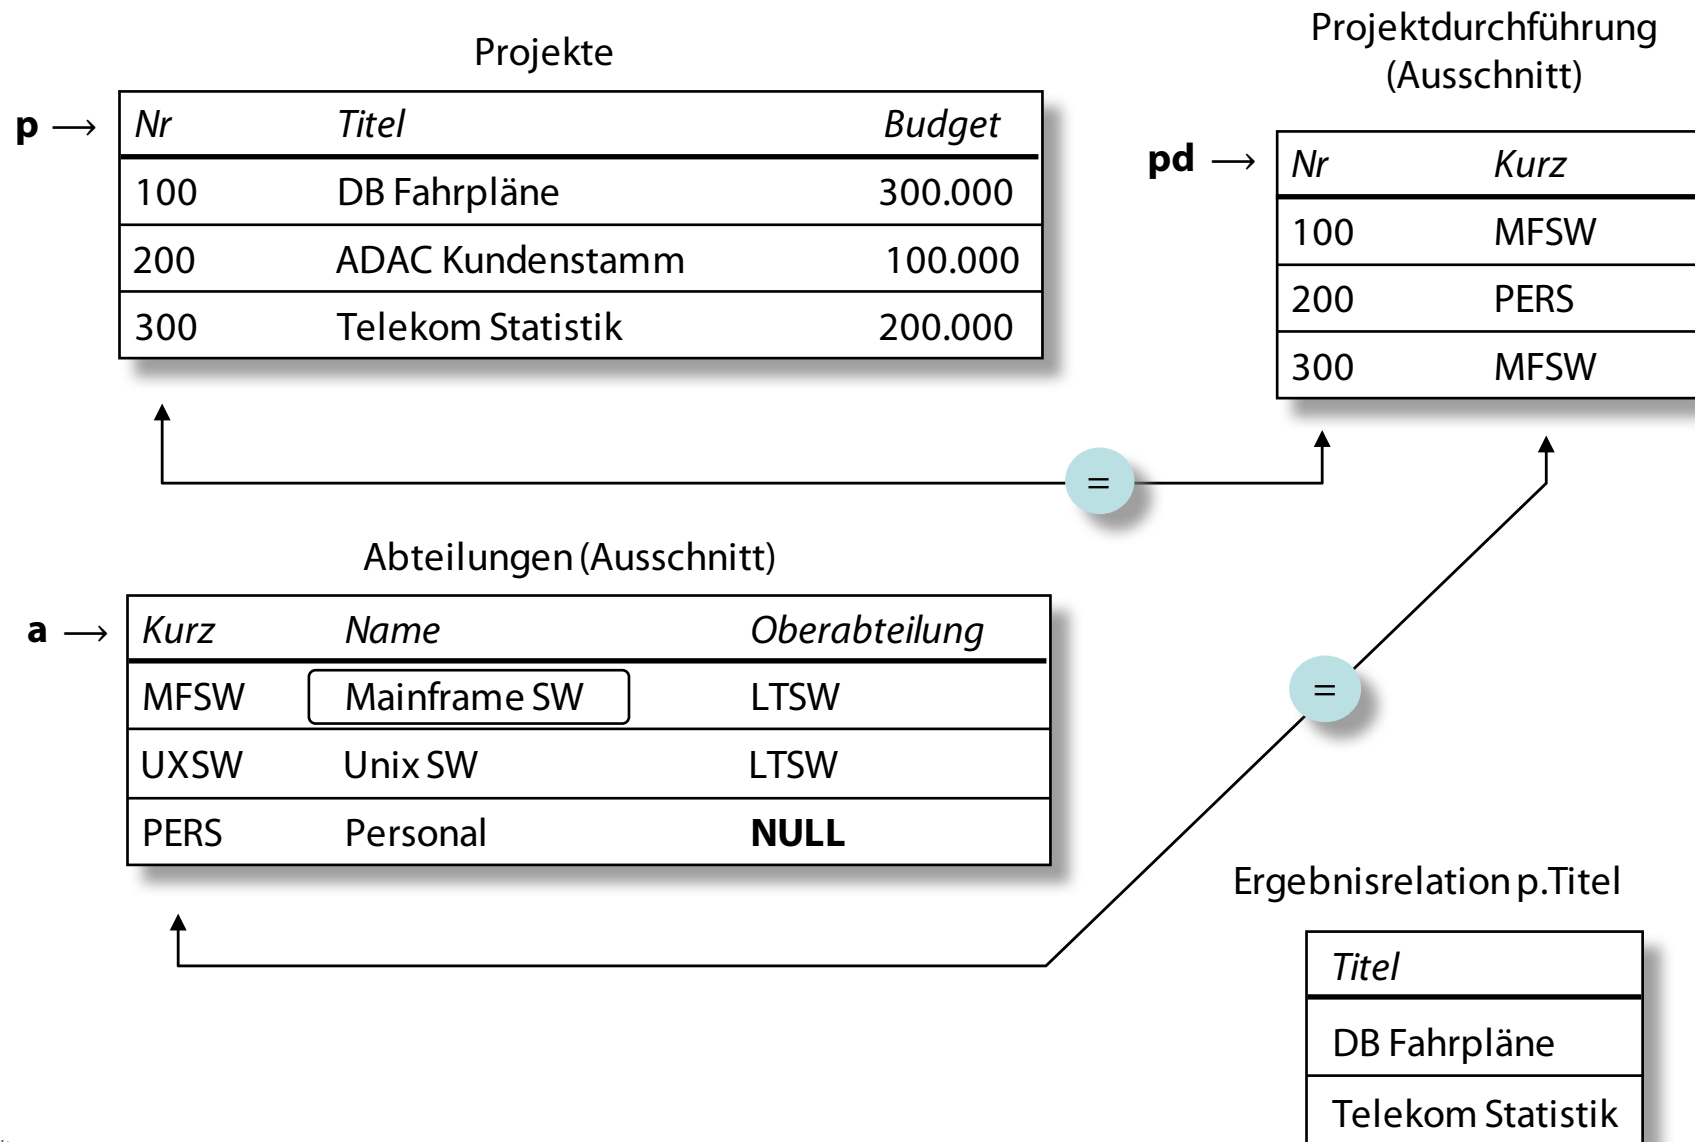 Projekte
p → Nr Titel Budget
100 DB Fahrpläne 300.000
200 ADAC Kundenstamm 100.000
300 Telekom Statistik 200.000
Projektdurchführung
(Ausschnitt)
pd → Nr Kurz
100 MFSW
200 PERS
300 MFSW
=
Abteilungen (Ausschnitt)
a → Kurz Name Oberabteilung
MFSW Mainframe SW LTSW
UXSW Unix SW LTSW
PERS Personal NULL
=
Ergebnisrelation p.Titel
Titel
DB Fahrpläne
Telekom Statistik